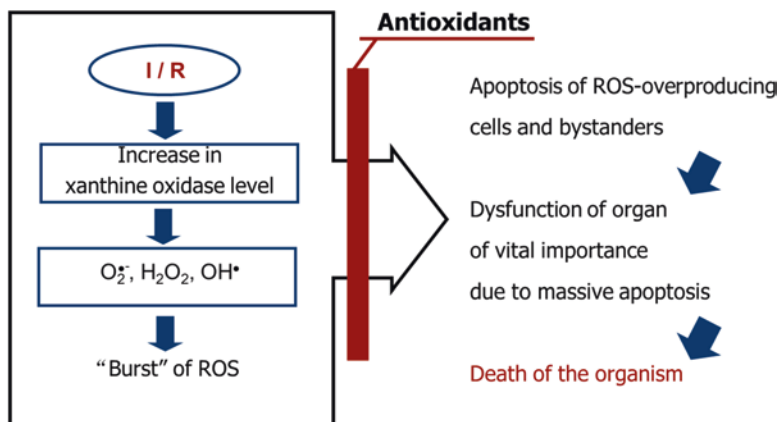 Antioxidants
I / R
Increase in
xanthine oxidase level
O₂•⁻, H₂O₂, OH•
“Burst” of ROS
Apoptosis of ROS-overproducing
cells and bystanders
Dysfunction of organ
of vital importance
due to massive apoptosis
Death of the organism